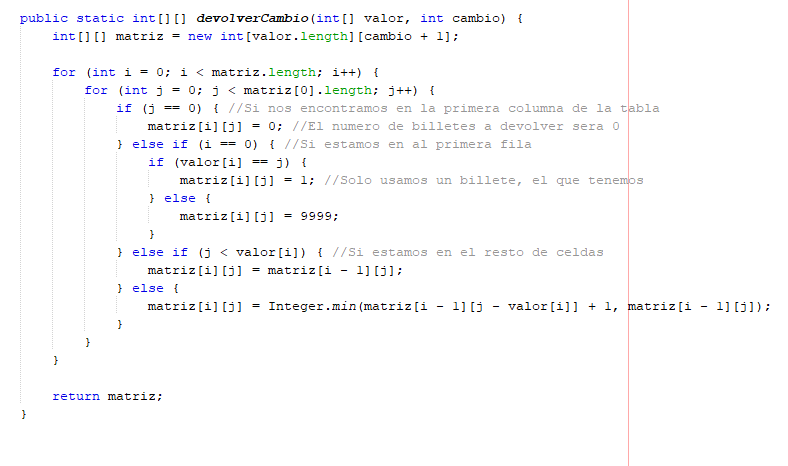 public static int[][] devolverCambio(int[] valor, int cambio) {
int[][] matriz = new int[valor.length][cambio + 1];
for (int i = 0; i < matriz.length; i++) {
for (int j = 0; j < matriz[0].length; j++) {
if (j == 0) { //Si nos encontramos en la primera columna de la tabla
matriz[i][j] = 0; //El numero de billetes a devolver sera 0
} else if (i == 0) { //Si estamos en al primera fila
if (valor[i] == j) {
matriz[i][j] = 1; //Solo usamos un billete, el que tenemos
} else {
matriz[i][j] = 9999;
}
} else if (j < valor[i]) { //Si estamos en el resto de celdas
matriz[i][j] = matriz[i - 1][j];
} else {
matriz[i][j] = Integer.min(matriz[i - 1][j - valor[i]] + 1, matriz[i - 1][j]);
}
}
}
return matriz;
}